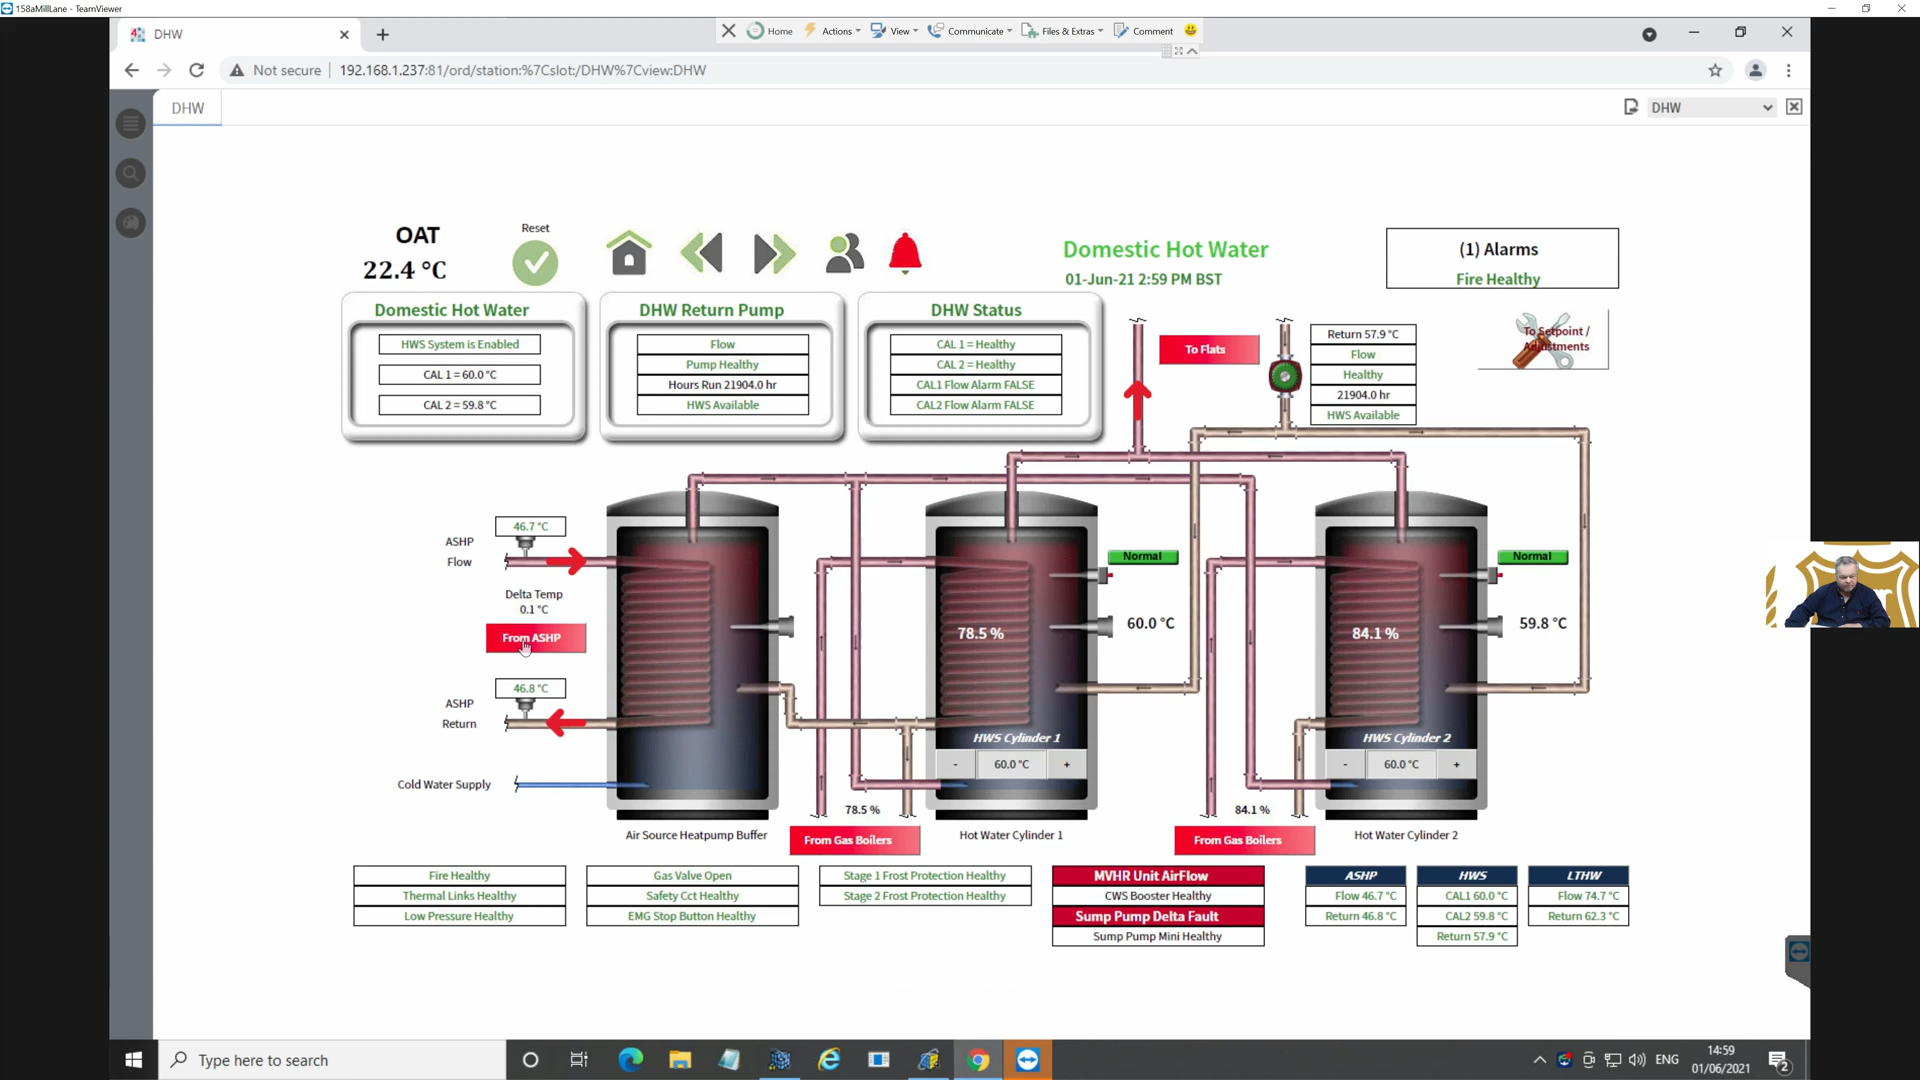 158aMillLane - TeamViewer
DHW
Home
Actions
View
Communicate
Files & Extras
Comment
Not secure
192.168.1.237:81/ord/station:%7Cslot:/DHW%7Cview:DHW
DHW
DHW
OAT
22.4 °C
Reset
Domestic Hot Water
01-Jun-21 2:59 PM BST
(1) Alarms
Fire Healthy
Domestic Hot Water
HWS System is Enabled
CAL 1 = 60.0 °C
CAL 2 = 59.8 °C
DHW Return Pump
Flow
Pump Healthy
Hours Run 21904.0 hr
HWS Available
DHW Status
CAL 1 = Healthy
CAL 2 = Healthy
CAL1 Flow Alarm FALSE
CAL2 Flow Alarm FALSE
To Flats
Return 57.9 °C
Flow
Healthy
21904.0 hr
HWS Available
To Setpoint /
Adjustments
46.7 °C
ASHP
Flow
Delta Temp
0.1 °C
From ASHP
46.8 °C
ASHP
Return
Cold Water Supply
Air Source Heatpump Buffer
78.5 %
From Gas Boilers
Normal
78.5 %
60.0 °C
HWS Cylinder 1
- 60.0 °C +
Hot Water Cylinder 1
84.1 %
From Gas Boilers
Normal
84.1 %
59.8 °C
HWS Cylinder 2
- 60.0 °C +
Hot Water Cylinder 2
Fire Healthy
Thermal Links Healthy
Low Pressure Healthy
Gas Valve Open
Safety Cct Healthy
EMG Stop Button Healthy
Stage 1 Frost Protection Healthy
Stage 2 Frost Protection Healthy
MVHR Unit AirFlow
CWS Booster Healthy
Sump Pump Delta Fault
Sump Pump Mini Healthy
ASHP
Flow 46.7 °C
Return 46.8 °C
HWS
CAL1 60.0 °C
CAL2 59.8 °C
Return 57.9 °C
LTHW
Flow 74.7 °C
Return 62.3 °C
Type here to search
ENG
14:59
01/06/2021
2